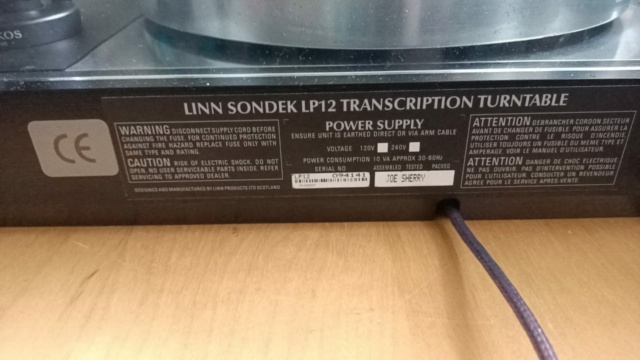 KOS
LINN SONDEK LP12 TRANSCRIPTION TURNTABLE
CE
WARNING DISCONNECT SUPPLY CORD BEFORE
CHANGING THE FUSE. FOR CONTINUED PROTECTION
AGAINST FIRE HAZARD REPLACE FUSE ONLY WITH
SAME TYPE AND RATING.
CAUTION RISK OF ELECTRIC SHOCK. DO NOT
OPEN. NO USER SERVICEABLE PARTS INSIDE REFER
SERVICING TO APPROVED DEALER.
DESIGNED AND MANUFACTURED BY LINN PRODUCTS LTD SCOTLAND
POWER SUPPLY
ENSURE UNIT IS EARTHED DIRECT OR VIA ARM CABLE
VOLTAGE 120V 240V
POWER CONSUMPTION 10 VA APPROX 50-60Hz
SERIAL NO ASSEMBLED TESTED PACKED
LP12
JOE SHERRY
ATTENTION DEBRANCHER CORDON SECTEUR
AVANT DE CHANGER DE FUSIBLE. POUR ASSURER LA
PROTECTION CONTRE LE RISQUE D'INCENDIE,
UTILISER TOUJOURS UN FUSIBLE DU MEME TYPE ET
AMPERAGE. VOIR LE MANUEL DE L'UTILISATEUR.
ATTENTION DANGER DE CHOC ELECTRIQUE
NE PAS OUVRIR. PAS D'INTERVENTION POSSIBLE
POUR L'UTILISATEUR. CONSULTER UN REVENDEUR
AGREE POUR LE SERVICE APRES-VENTE.